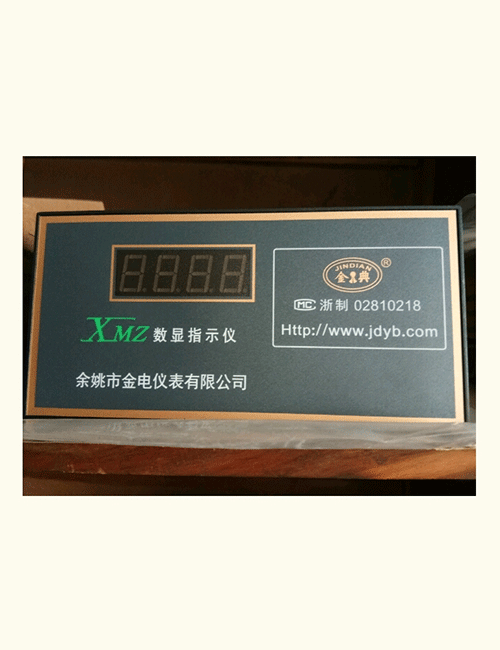 JINDIAN
金典®
XMZ 数显指示仪
MC 浙制 02810218
Http://www.jdyb.com
余姚市金电仪表有限公司